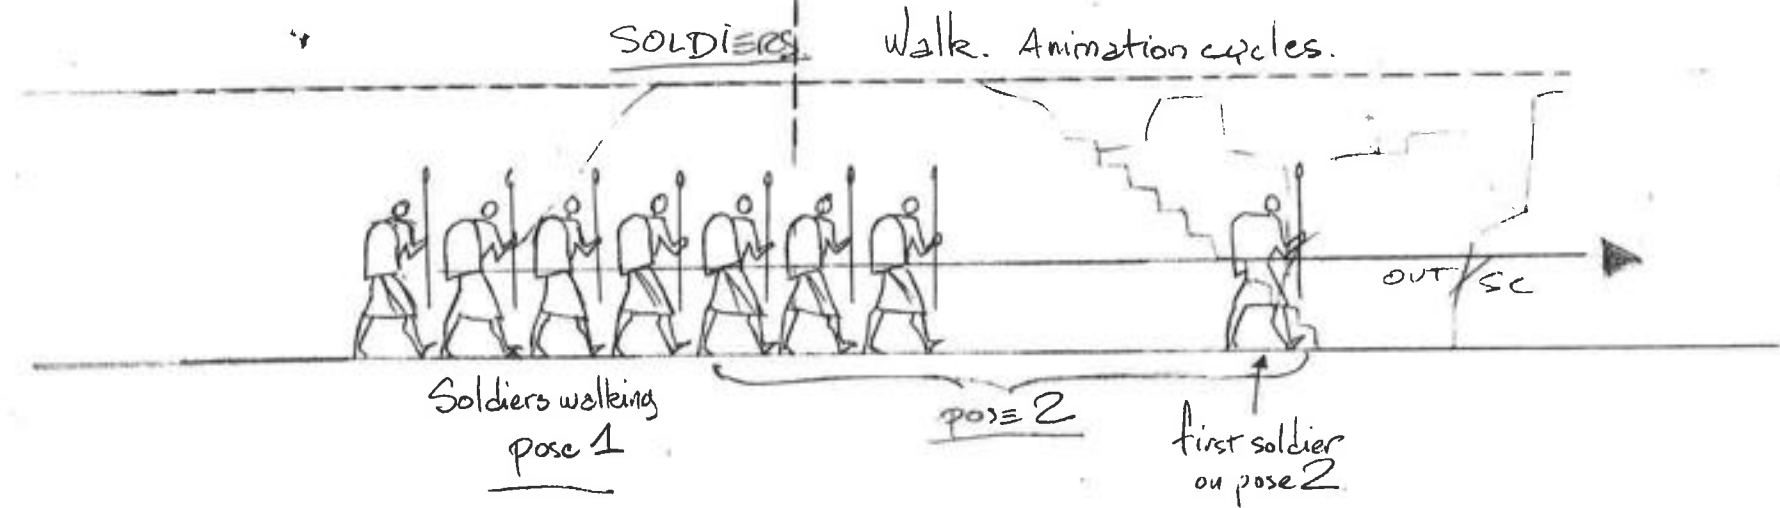 SOLDIERS. Walk. Animation cycles.
OUT / SC
Soldiers walking
pose 1
pose 2
first soldier
on pose 2